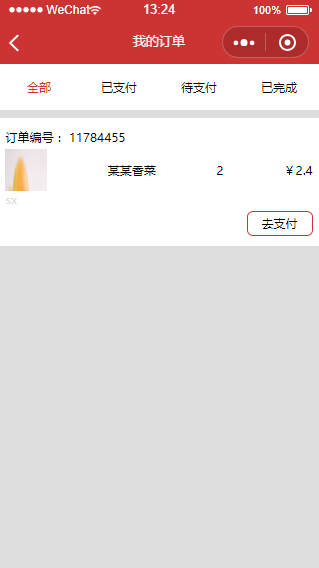 ●●●●● WeChat 13:24 100%
我的订单
全部 已支付 待支付 已完成
订单编号： 11784455
某某香菜 2 ￥2.4
sx
去支付